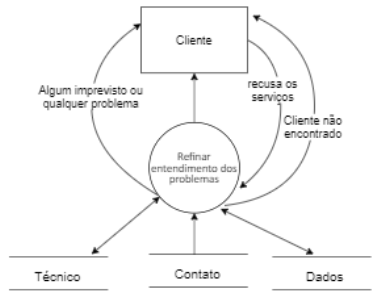 Cliente
Algum imprevisto ou
qualquer problema
recusa os
serviços
Cliente não
encontrado
Refinar
entendimento dos
problemas
Técnico
Contato
Dados